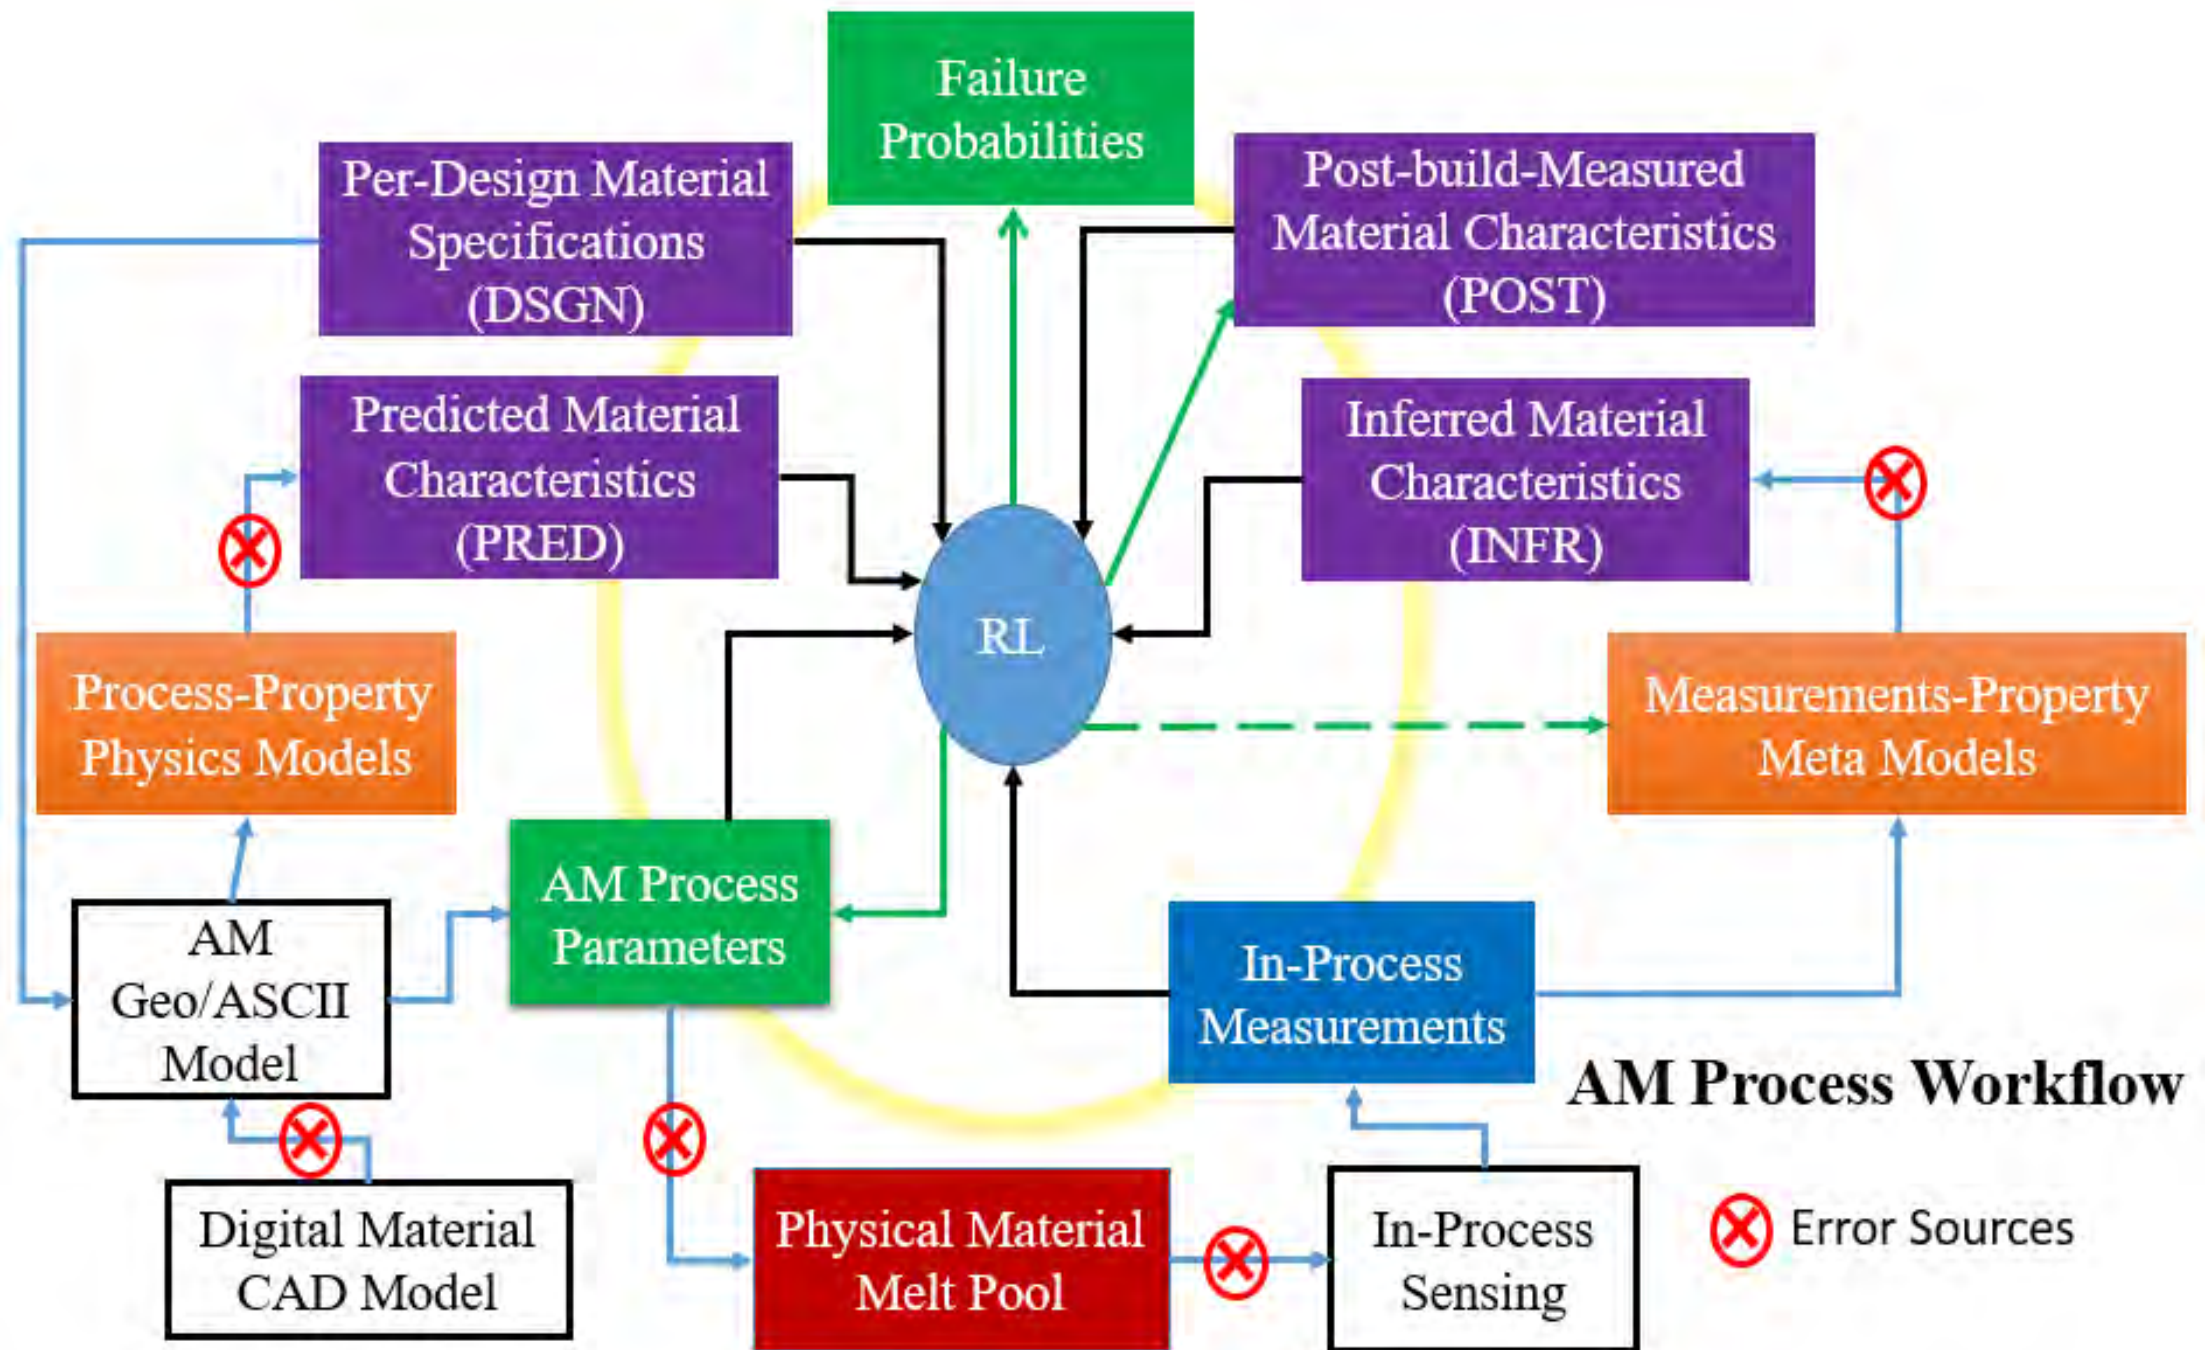 Failure
Probabilities
Per-Design Material
Specifications
(DSGN)
Post-build-Measured
Material Characteristics
(POST)
Predicted Material
Characteristics
(PRED)
Inferred Material
Characteristics
(INFR)
RL
Process-Property
Physics Models
Measurements-Property
Meta Models
AM Process
Parameters
AM
Geo/ASCII
Model
In-Process
Measurements
AM Process Workflow
Digital Material
CAD Model
Physical Material
Melt Pool
In-Process
Sensing
Error Sources